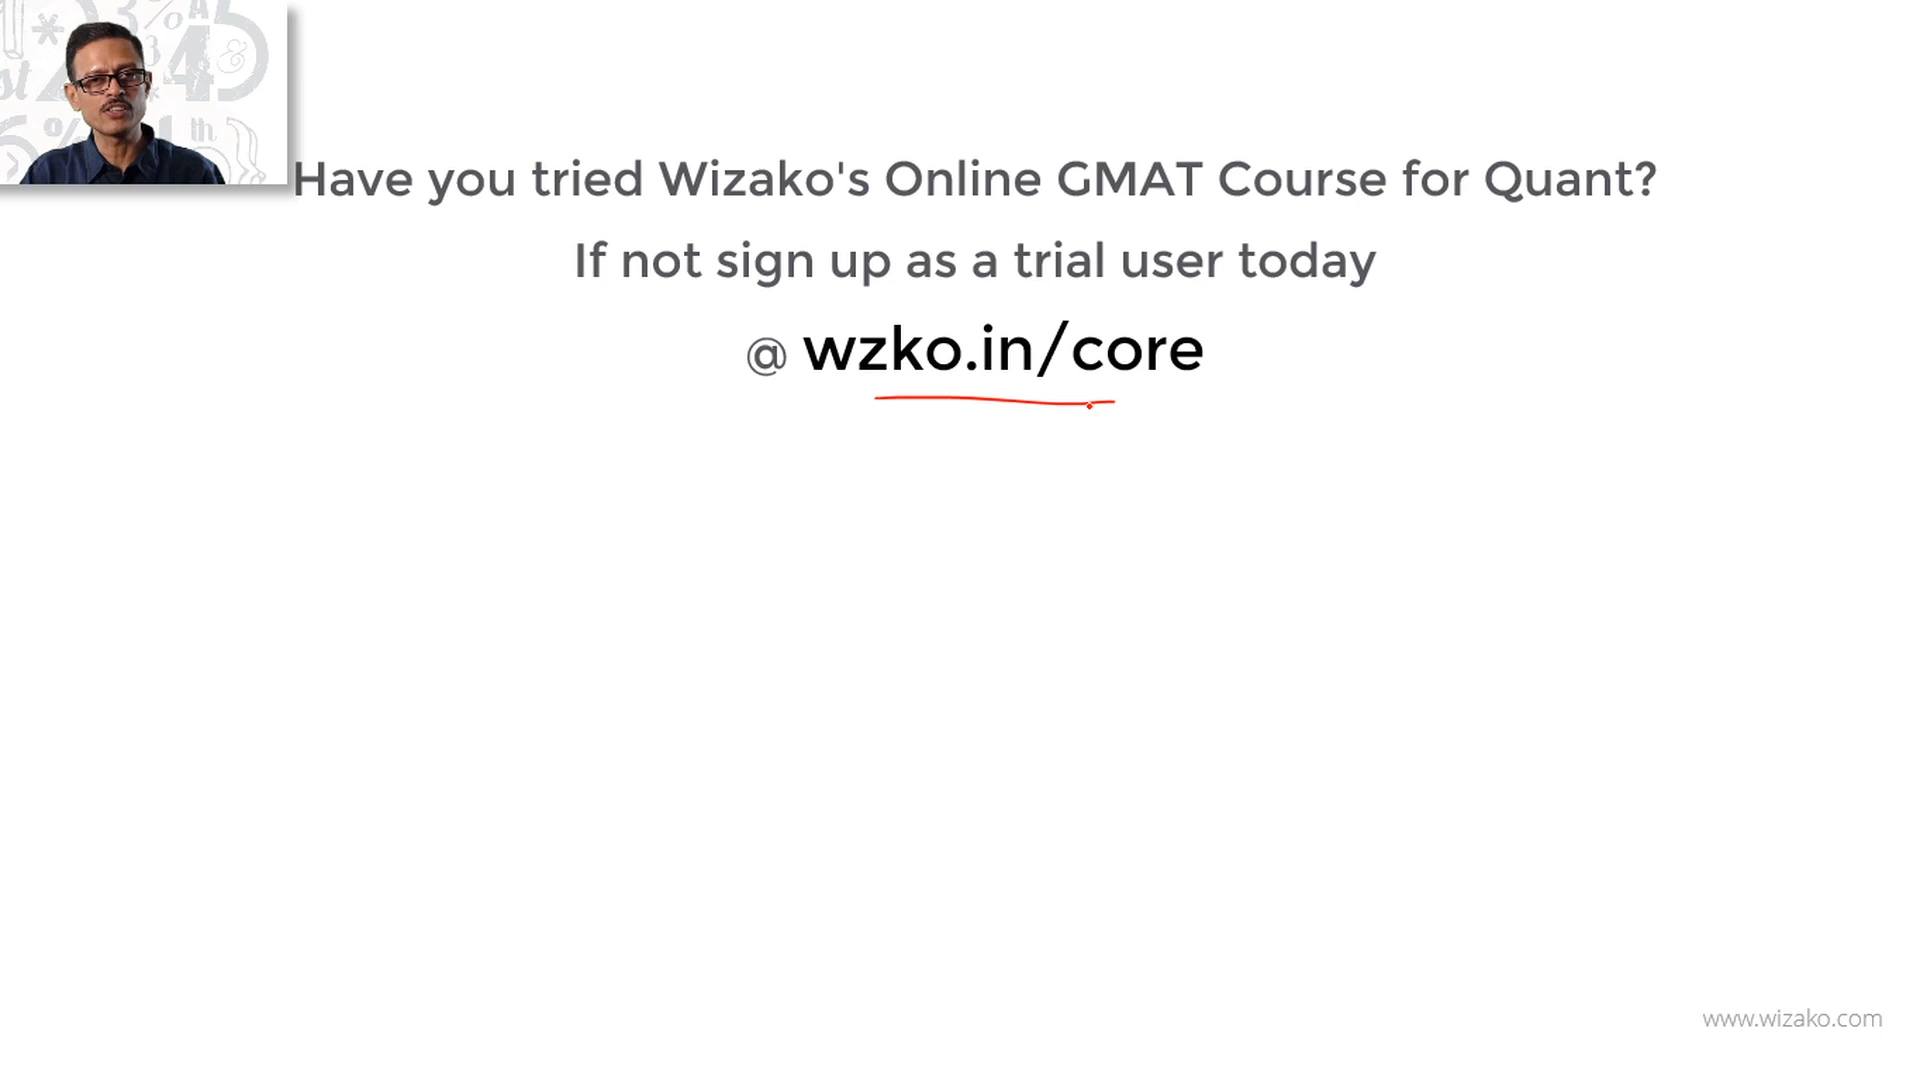 Have you tried Wizako's Online GMAT Course for Quant?
If not sign up as a trial user today
@ wzko.in/core
www.wizako.com